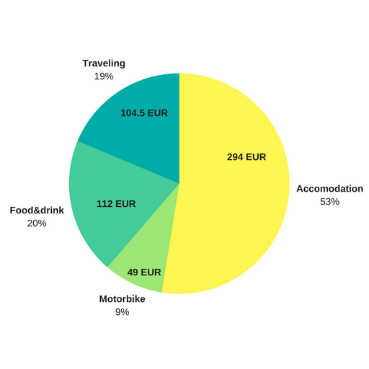 Traveling
19%
104.5 EUR
294 EUR
Accomodation
53%
112 EUR
Food&drink
20%
49 EUR
Motorbike
9%